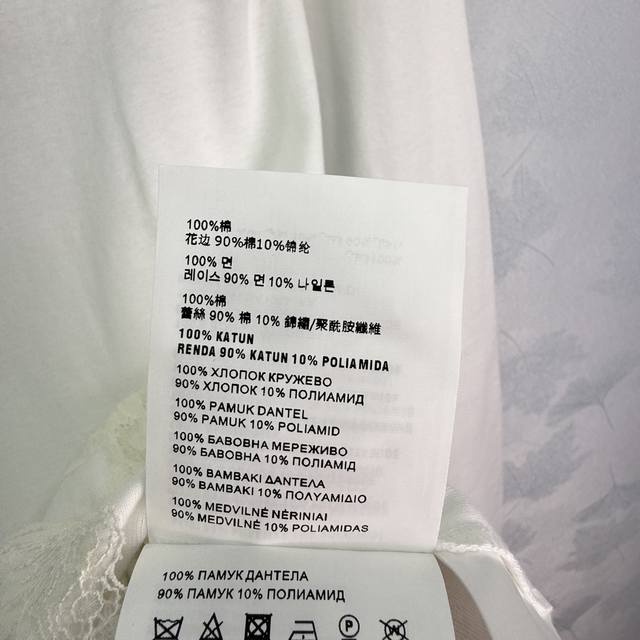 100%棉
花边 90%棉10%锦纶
100% 면
레이스 90% 면 10% 나일론
100%棉
蕾絲 90% 棉 10% 錦綸/聚酰胺纖維
100% KATUN
RENDA 90% KATUN 10% POLIAMIDA
100% ХЛОПОК КРУЖЕВО
90% ХЛОПОК 10% ПОЛИАМИД
100% PAMUK DANTEL
90% PAMUK 10% POLIAMID
100% БАВОВНА МЕРЕЖИВО
90% БАВОВНА 10% ПОЛІАМІД
100% ΒΑΜΒΑΚΙ ΔΑΝΤΕΛΑ
90% ΒΑΜΒΑΚΙ 10% ΠΟΛΥΑΜΙΔΙΟ
100% MEDVILNĖ NĖRINIAI
90% MEDVILNĖ 10% POLIAMIDAS
100% ПАМУК ДАНТЕЛА
90% ПАМУК 10% ПОЛИАМИД
P